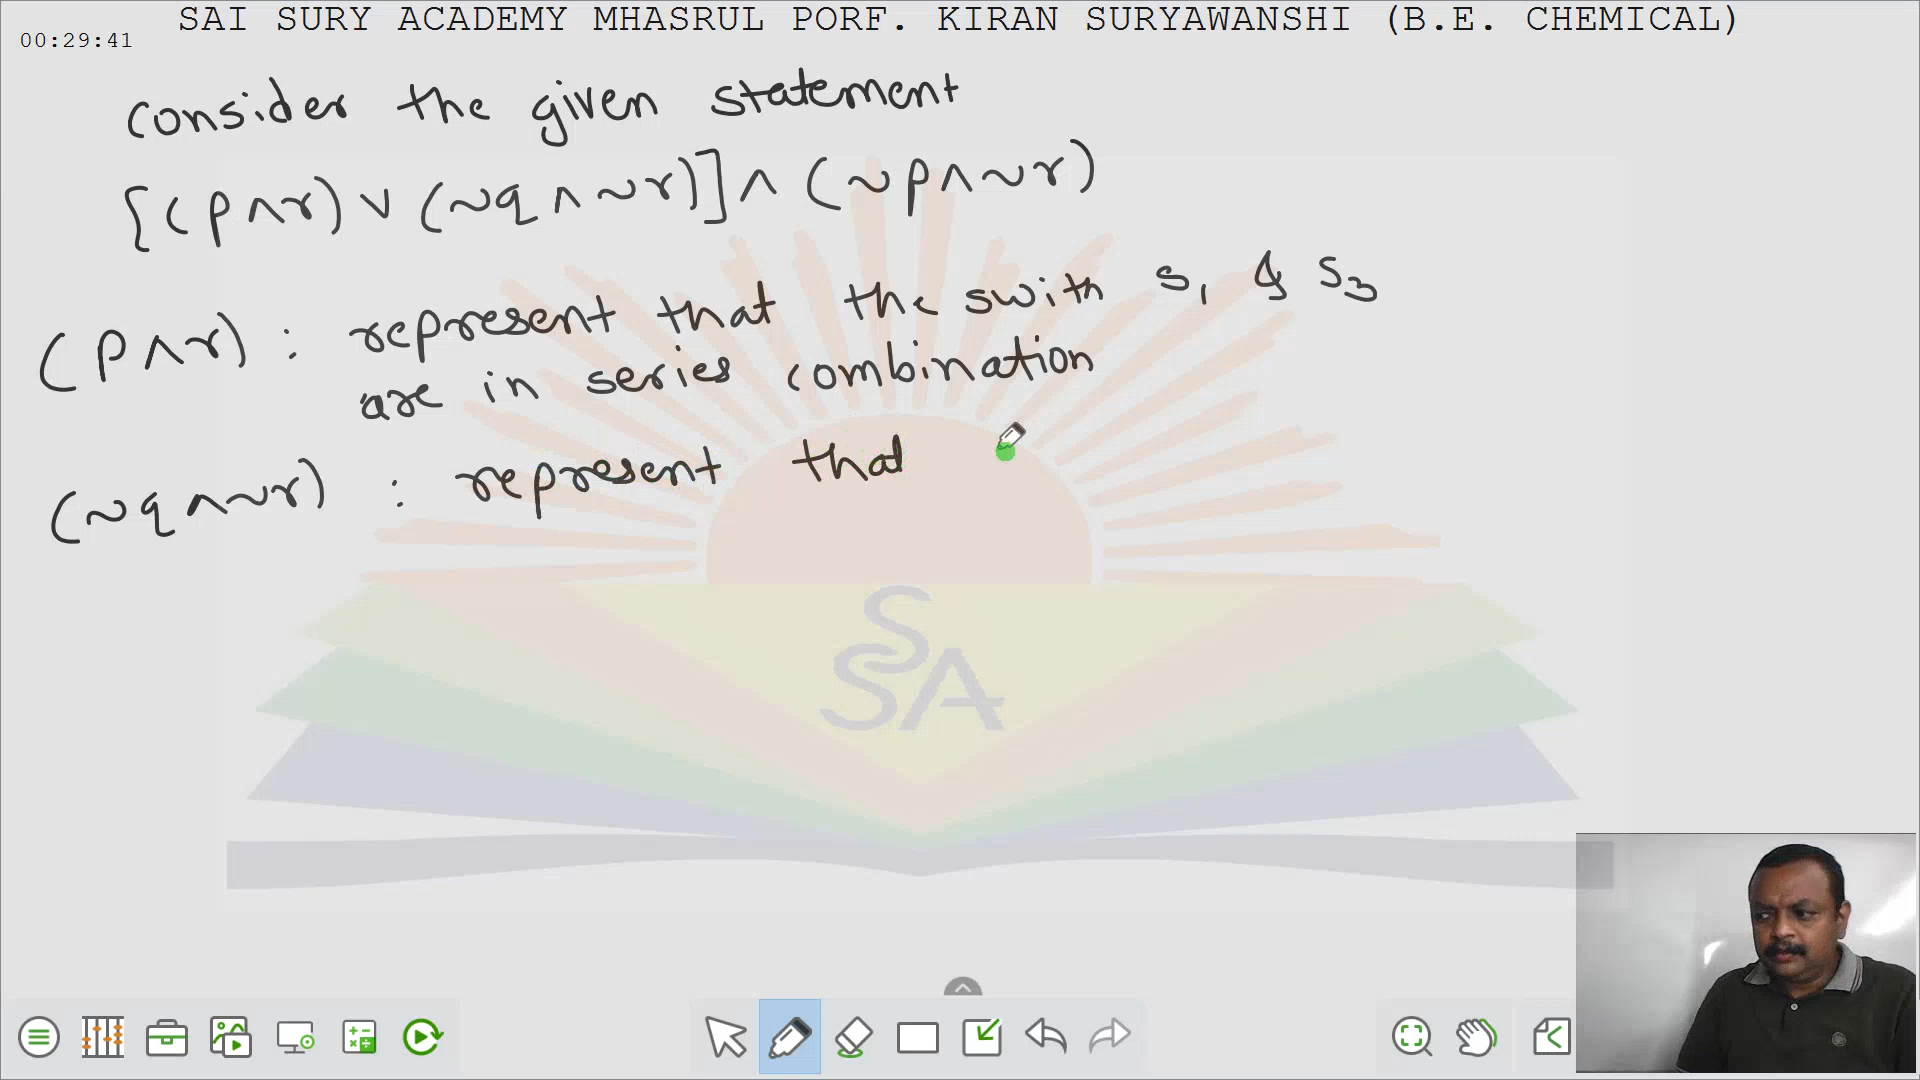 SAI SURY ACADEMY MHASRUL PORF. KIRAN SURYAWANSHI (B.E. CHEMICAL)
00:29:41
consider the given statement
[(p∧r) ∨ (~q ∧ ~r)] ∧ (~p ∧ ~r)
(p∧r) : represent that the swith S₁ & S₃
are in series combination
(~q ∧ ~r) : represent that
SSA